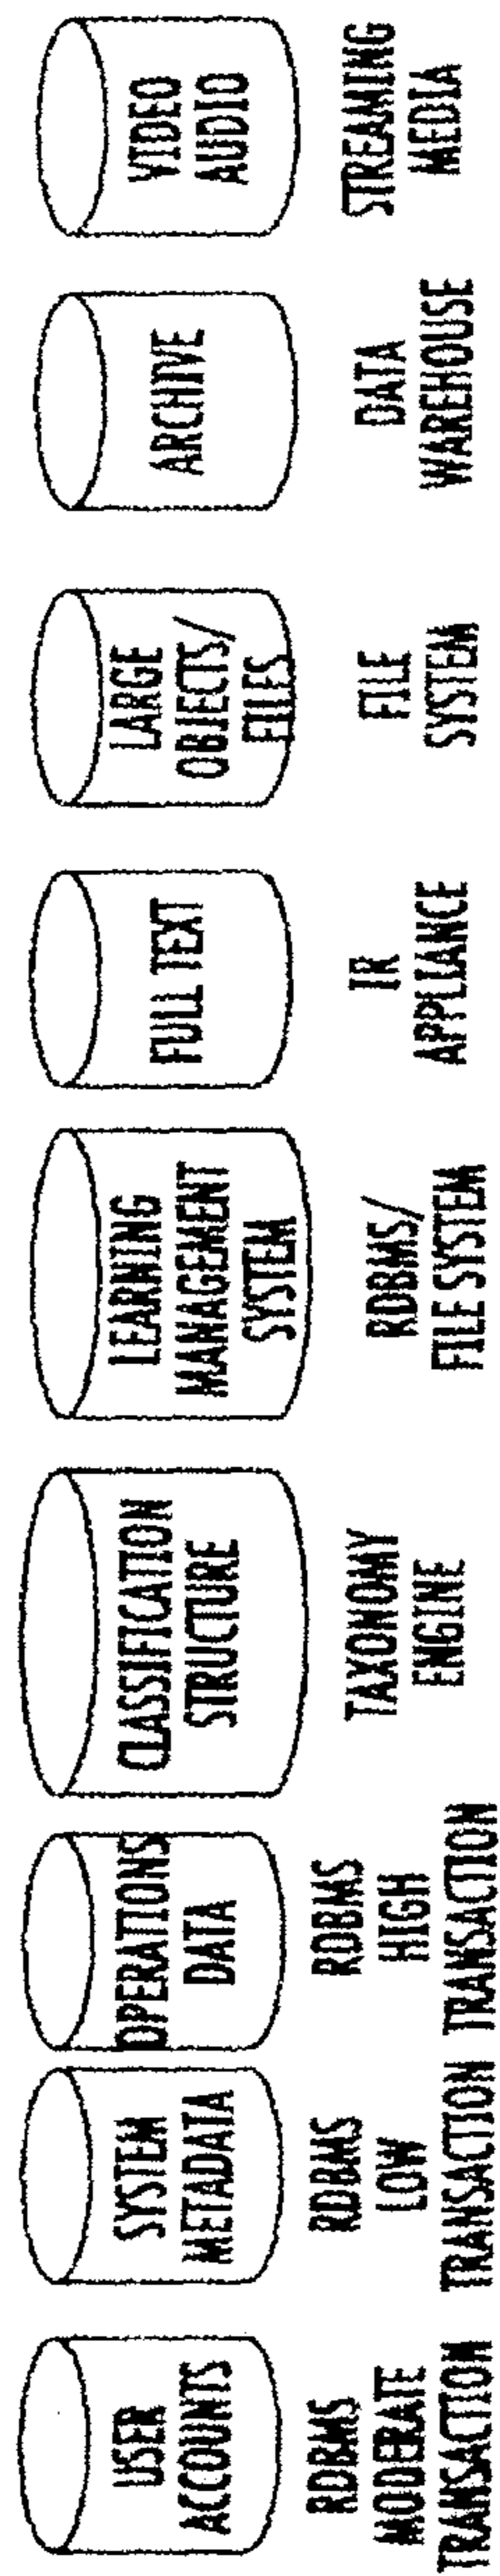 USER
ACCOUNTS
RDBMS
MODERATE
TRANSACTION
SYSTEM
METADATA
RDBMS
LOW
TRANSACTION
OPERATIONS
DATA
RDBMS
HIGH
TRANSACTION
CLASSIFICATION
STRUCTURE
TAXONOMY
ENGINE
LEARNING
MANAGEMENT
SYSTEM
RDBMS/
FILE SYSTEM
FULL TEXT
IR
APPLIANCE
LARGE
OBJECTS/
FILES
FILE
SYSTEM
ARCHIVE
DATA
WAREHOUSE
VIDEO
AUDIO
STREAMING
MEDIA